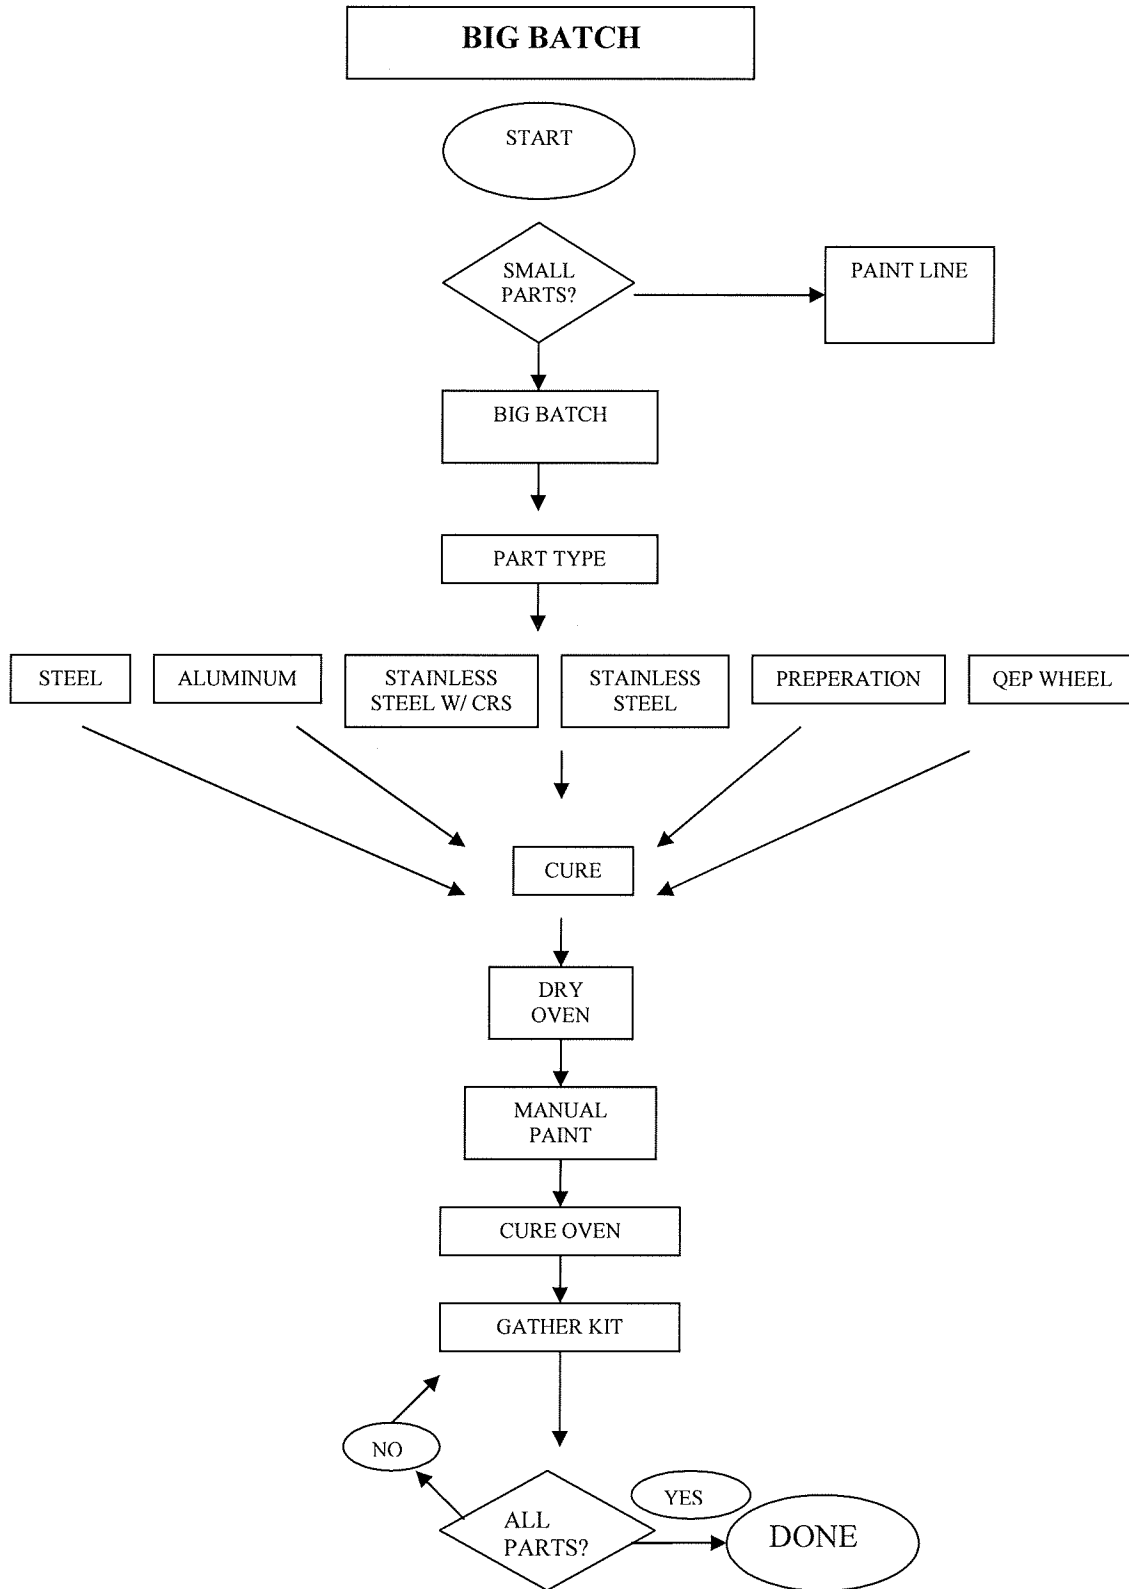 BIG BATCH
START
SMALL
PARTS?
PAINT LINE
BIG BATCH
PART TYPE
STEEL
ALUMINUM
STAINLESS
STEEL W/ CRS
STAINLESS
STEEL
PREPERATION
QEP WHEEL
CURE
DRY
OVEN
MANUAL
PAINT
CURE OVEN
GATHER KIT
NO
YES
ALL
PARTS?
DONE